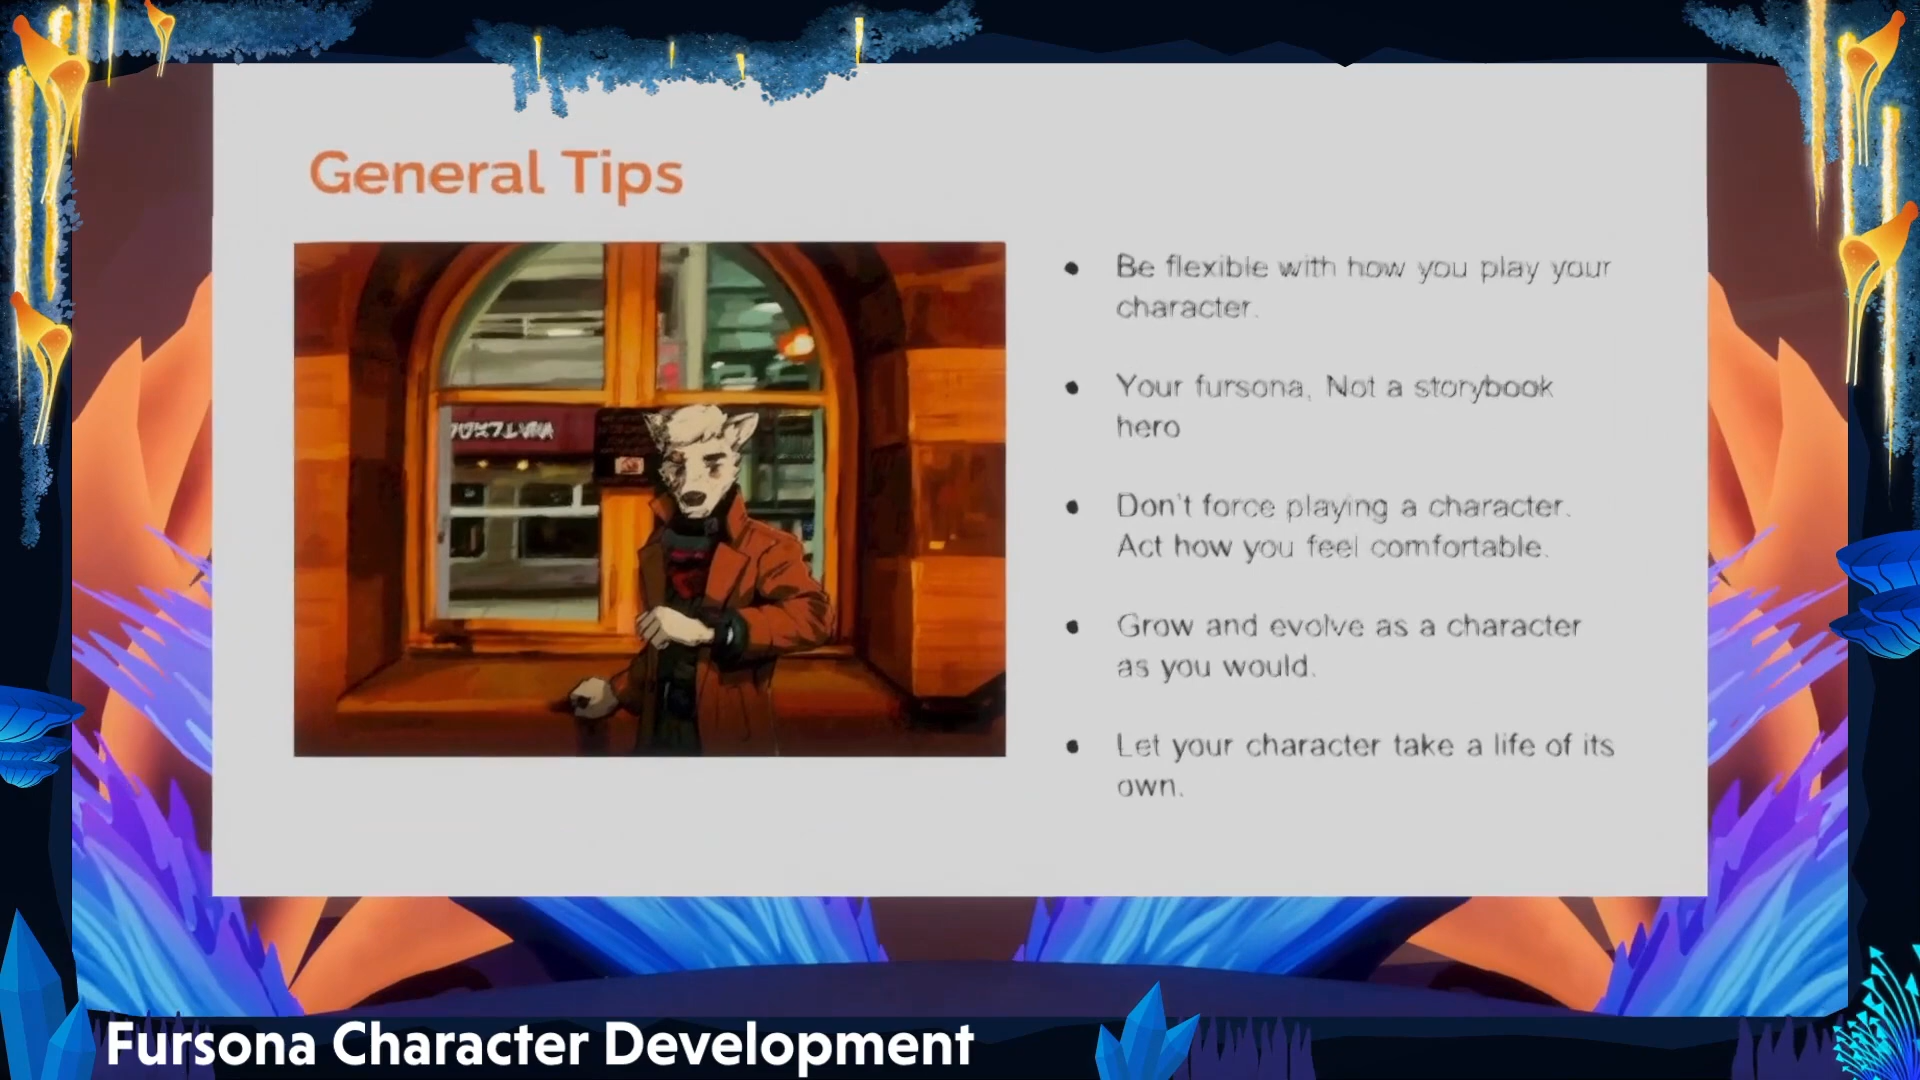 General Tips
Be flexible with how you play your
character.
Your fursona, Not a storybook
hero
Don't force playing a character.
Act how you feel comfortable.
Grow and evolve as a character
as you would.
Let your character take a life of its
own.
Fursona Character Development